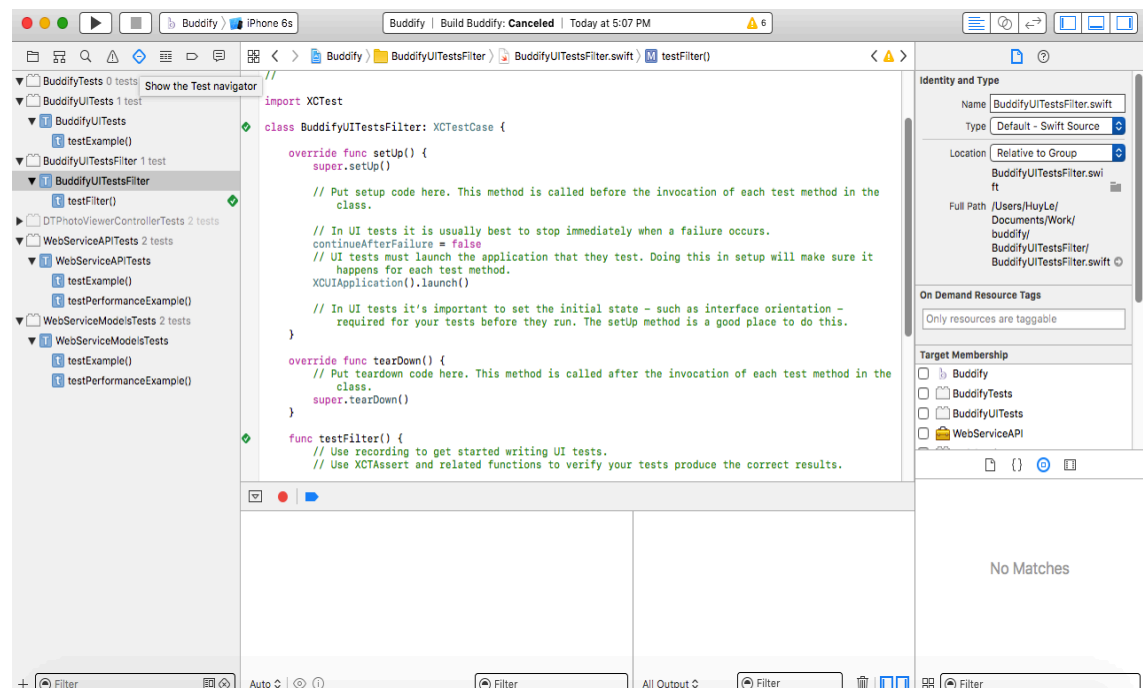 Buddify
iPhone 6s
Buddify | Build Buddify: Canceled | Today at 5:07 PM
6
Buddify
BuddifyUITestsFilter
BuddifyUITestsFilter.swift
M testFilter()
BuddifyTests 0 tests
Show the Test navigator
BuddifyUITests 1 test
T BuddifyUITests
t testExample()
BuddifyUITestsFilter 1 test
T BuddifyUITestsFilter
t testFilter()
DTPhotoViewerControllerTests 2 tests
WebServiceAPITests 2 tests
T WebServiceAPITests
t testExample()
t testPerformanceExample()
WebServiceModelsTests 2 tests
T WebServiceModelsTests
t testExample()
t testPerformanceExample()
Filter
//
import XCTest
class BuddifyUITestsFilter: XCTestCase {
override func setUp() {
super.setUp()
// Put setup code here. This method is called before the invocation of each test method in the
class.
// In UI tests it is usually best to stop immediately when a failure occurs.
continueAfterFailure = false
// UI tests must launch the application that they test. Doing this in setup will make sure it
happens for each test method.
XCUIApplication().launch()
// In UI tests it's important to set the initial state - such as interface orientation -
required for your tests before they run. The setUp method is a good place to do this.
}
override func tearDown() {
// Put teardown code here. This method is called after the invocation of each test method in the
class.
super.tearDown()
}
func testFilter() {
// Use recording to get started writing UI tests.
// Use XCTAssert and related functions to verify your tests produce the correct results.
Auto
Filter
All Output
Filter
Identity and Type
Name BuddifyUITestsFilter.swift
Type Default - Swift Source
Location Relative to Group
BuddifyUITestsFilter.swi
ft
Full Path /Users/HuyLe/
Documents/Work/
buddify/
BuddifyUITestsFilter/
BuddifyUITestsFilter.swift
On Demand Resource Tags
Only resources are taggable
Target Membership
Buddify
BuddifyTests
BuddifyUITests
WebServiceAPI
{}
No Matches
Filter